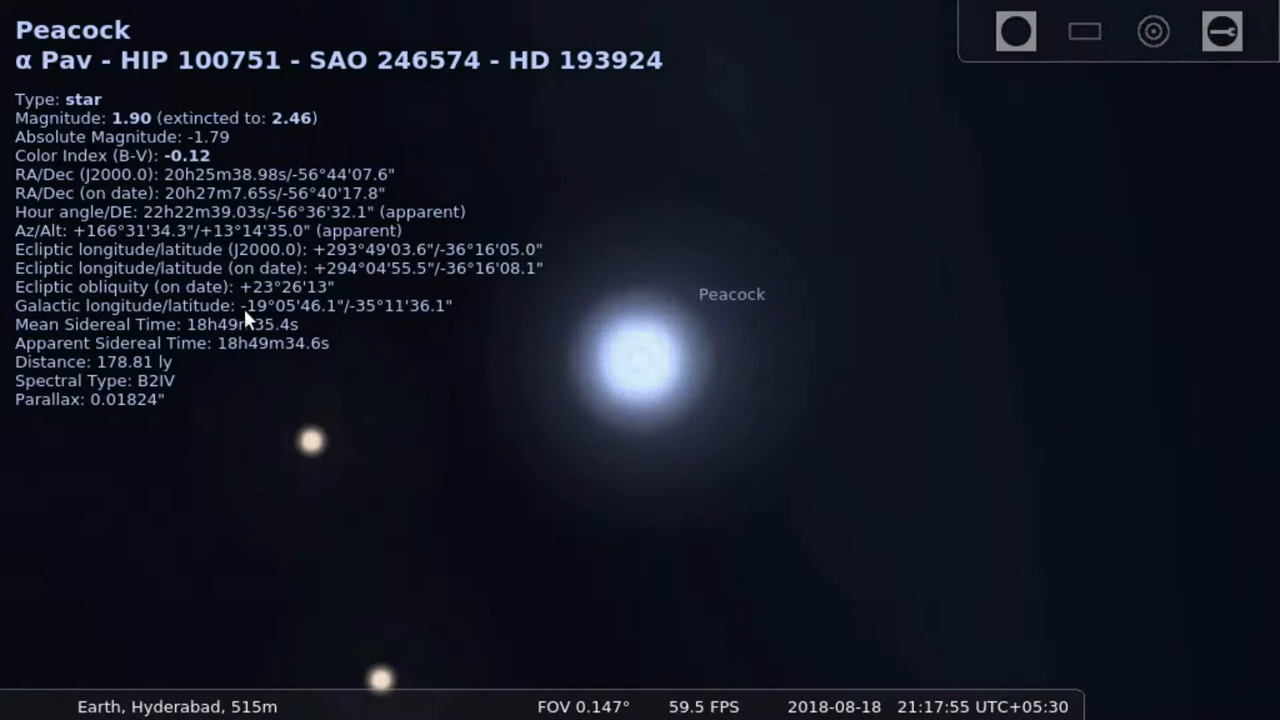 Peacock
α Pav - HIP 100751 - SAO 246574 - HD 193924
Type: star
Magnitude: 1.90 (extincted to: 2.46)
Absolute Magnitude: -1.79
Color Index (B-V): -0.12
RA/Dec (J2000.0): 20h25m38.98s/-56°44'07.6"
RA/Dec (on date): 20h27m7.65s/-56°40'17.8"
Hour angle/DE: 22h22m39.03s/-56°36'32.1" (apparent)
Az/Alt: +166°31'34.3"/+13°14'35.0" (apparent)
Ecliptic longitude/latitude (J2000.0): +293°49'03.6"/-36°16'05.0"
Ecliptic longitude/latitude (on date): +294°04'55.5"/-36°16'08.1"
Ecliptic obliquity (on date): +23°26'13"
Galactic longitude/latitude: -19°05'46.1"/-35°11'36.1"
Mean Sidereal Time: 18h49m35.4s
Apparent Sidereal Time: 18h49m34.6s
Distance: 178.81 ly
Spectral Type: B2IV
Parallax: 0.01824"
Peacock
Earth, Hyderabad, 515m FOV 0.147° 59.5 FPS 2018-08-18 21:17:55 UTC+05:30